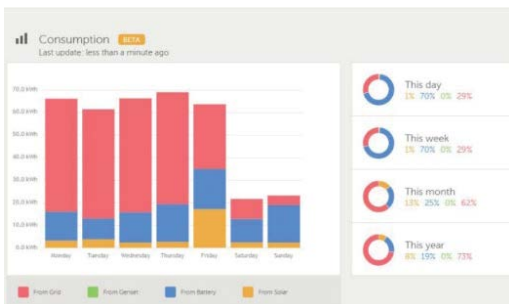 Consumption BETA
Last update: less than a minute ago
70.0 kWh
60.0 kWh
50.0 kWh
40.0 kWh
30.0 kWh
20.0 kWh
10.0 kWh
0.0 kWh
Monday Tuesday Wednesday Thursday Friday Saturday Sunday
From Grid From Genset From Battery From Solar
This day
1% 70% 0% 29%
This week
1% 70% 0% 29%
This month
13% 25% 0% 62%
This year
8% 19% 0% 73%